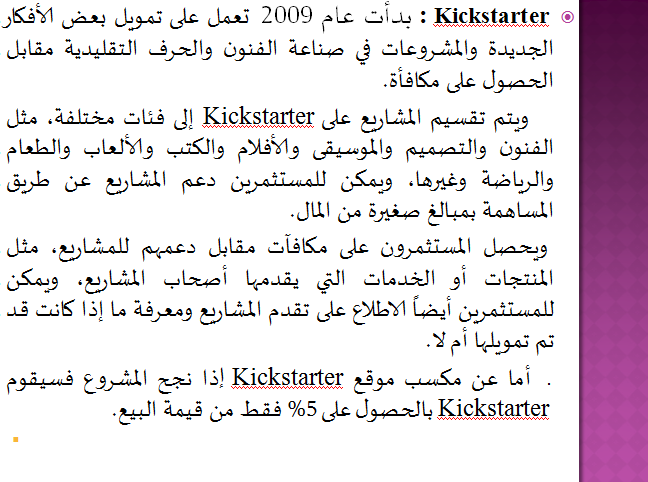 Kickstarter : بدأت عام 2009 تعمل على تمويل بعض الأفكار
الجديدة والمشروعات في صناعة الفنون والحرف التقليدية مقابل
الحصول على مكافأة.
ويتم تقسيم المشاريع على Kickstarter إلى فئات مختلفة، مثل
الفنون والتصميم والموسيقى والأفلام والكتب والألعاب والطعام
والرياضة وغيرها، ويمكن للمستثمرين دعم المشاريع عن طريق
المساهمة بمبالغ صغيرة من المال.
ويحصل المستثمرون على مكافآت مقابل دعمهم للمشاريع، مثل
المنتجات أو الخدمات التي يقدمها أصحاب المشاريع، ويمكن
للمستثمرين أيضاً الاطلاع على تقدم المشاريع ومعرفة ما إذا كانت قد
تم تمويلها أم لا.
. أما عن مكسب موقع Kickstarter إذا نجح المشروع فسيقوم
Kickstarter بالحصول على 5% فقط من قيمة البيع.